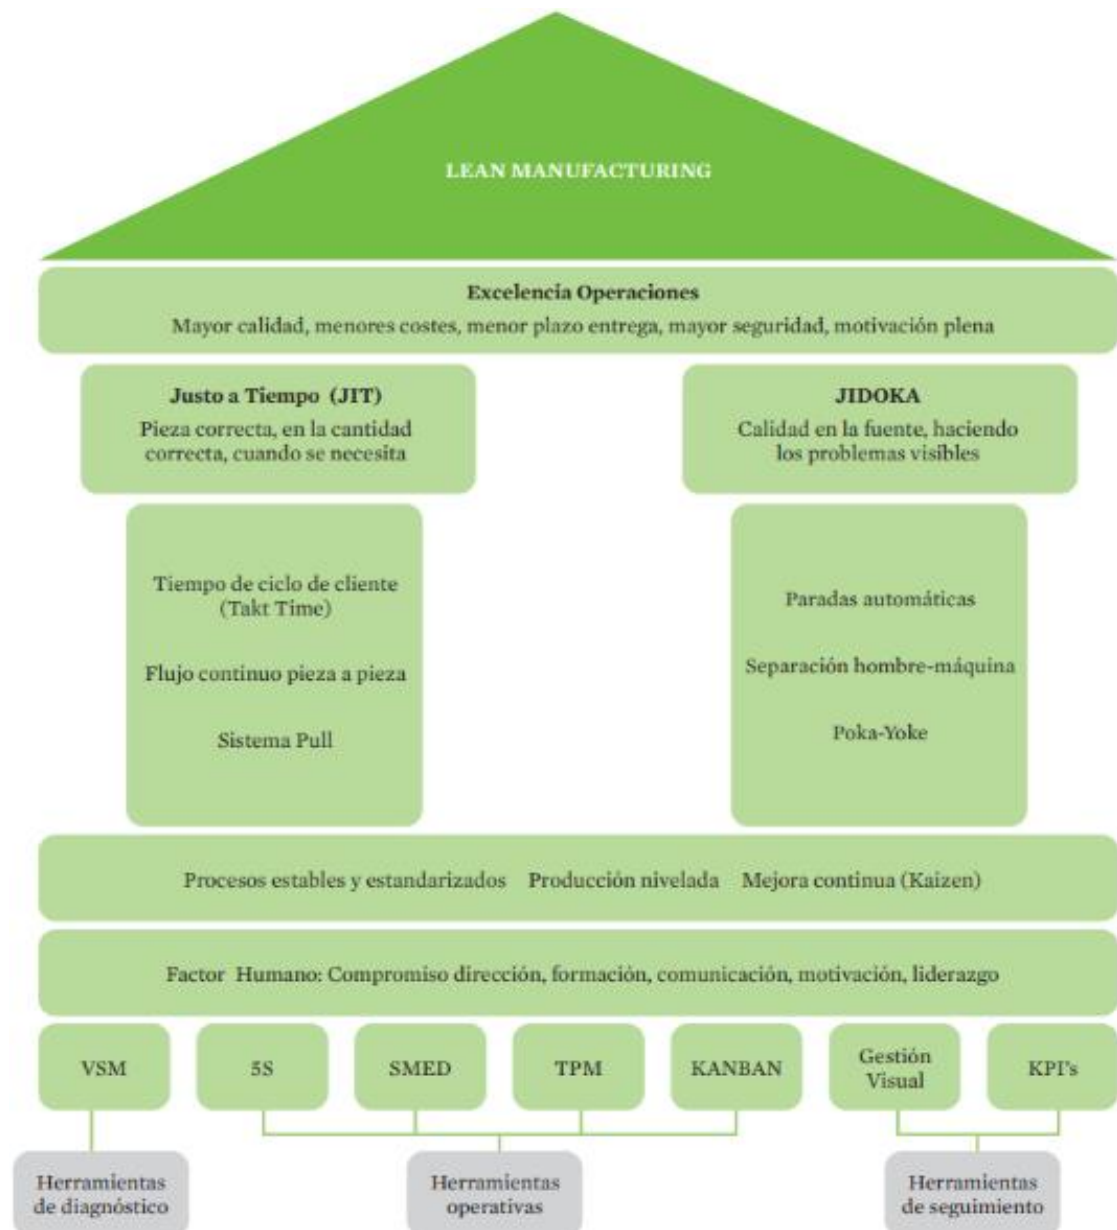 LEAN MANUFACTURING
Excelencia Operaciones
Mayor calidad, menores costes, menor plazo entrega, mayor seguridad, motivación plena
Justo a Tiempo (JIT)
Pieza correcta, en la cantidad
correcta, cuando se necesita
JIDOKA
Calidad en la fuente, haciendo
los problemas visibles
Tiempo de ciclo de cliente
(Takt Time)
Flujo continuo pieza a pieza
Sistema Pull
Paradas automáticas
Separación hombre-máquina
Poka-Yoke
Procesos estables y estandarizados Producción nivelada Mejora continua (Kaizen)
Factor Humano: Compromiso dirección, formación, comunicación, motivación, liderazgo
VSM
5S
SMED
TPM
KANBAN
Gestión
Visual
KPI's
Herramientas
de diagnóstico
Herramientas
operativas
Herramientas
de seguimiento